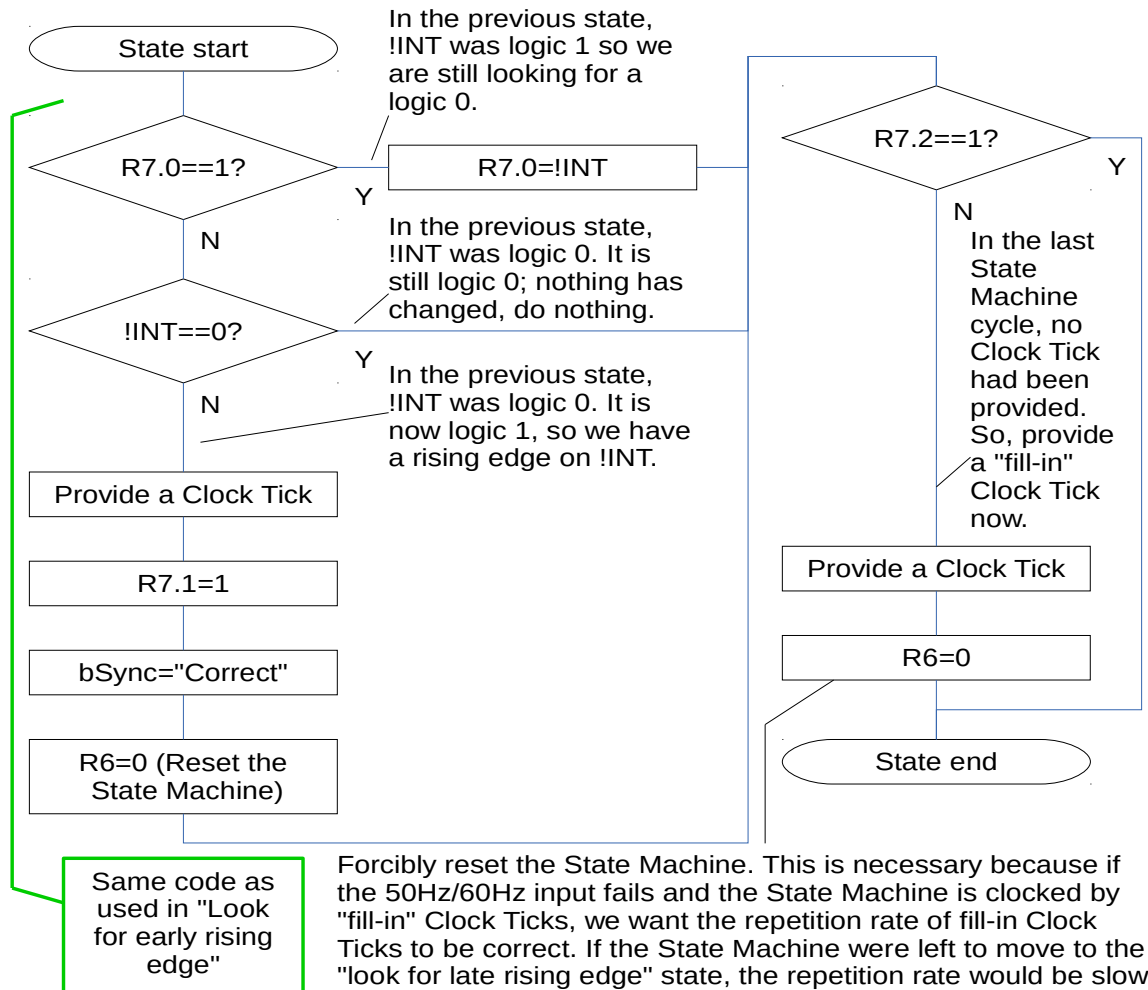 State start
In the previous state,
!INT was logic 1 so we
are still looking for a
logic 0.
R7.0==1?
Y
R7.0=!INT
N
In the previous state,
!INT was logic 0. It is
still logic 0; nothing has
changed, do nothing.
!INT==0?
Y
N
In the previous state,
!INT was logic 0. It is
now logic 1, so we have
a rising edge on !INT.
Provide a Clock Tick
R7.1=1
bSync="Correct"
R6=0 (Reset the
State Machine)
R7.2==1?
Y
N
In the last
State
Machine
cycle, no
Clock Tick
had been
provided.
So, provide
a "fill-in"
Clock Tick
now.
Provide a Clock Tick
R6=0
State end
Same code as
used in "Look
for early rising
edge"
Forcibly reset the State Machine. This is necessary because if
the 50Hz/60Hz input fails and the State Machine is clocked by
"fill-in" Clock Ticks, we want the repetition rate of fill-in Clock
Ticks to be correct. If the State Machine were left to move to the
"look for late rising edge" state, the repetition rate would be slow